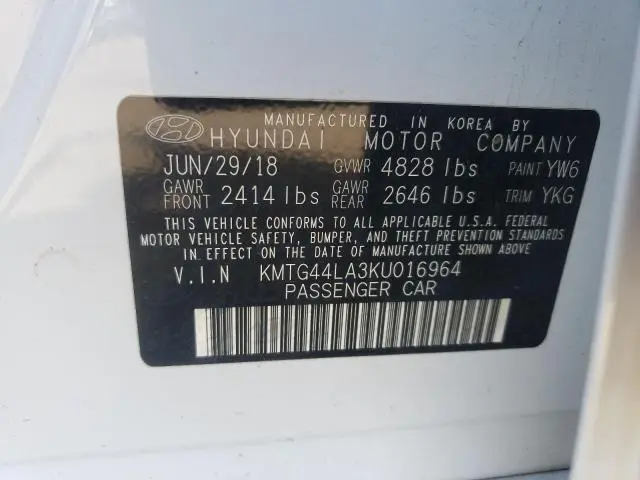 MANUFACTURED IN KOREA BY
HYUNDAI MOTOR COMPANY
JUN/29/18 GVWR 4828 lbs PAINT YW6
GAWR FRONT 2414 lbs GAWR REAR 2646 lbs TRIM YKG
THIS VEHICLE CONFORMS TO ALL APPLICABLE U.S.A. FEDERAL
MOTOR VEHICLE SAFETY, BUMPER, AND THEFT PREVENTION STANDARDS
IN EFFECT ON THE DATE OF MANUFACTURE SHOWN ABOVE.
V.I.N KMTG44LA3KU016964
PASSENGER CAR